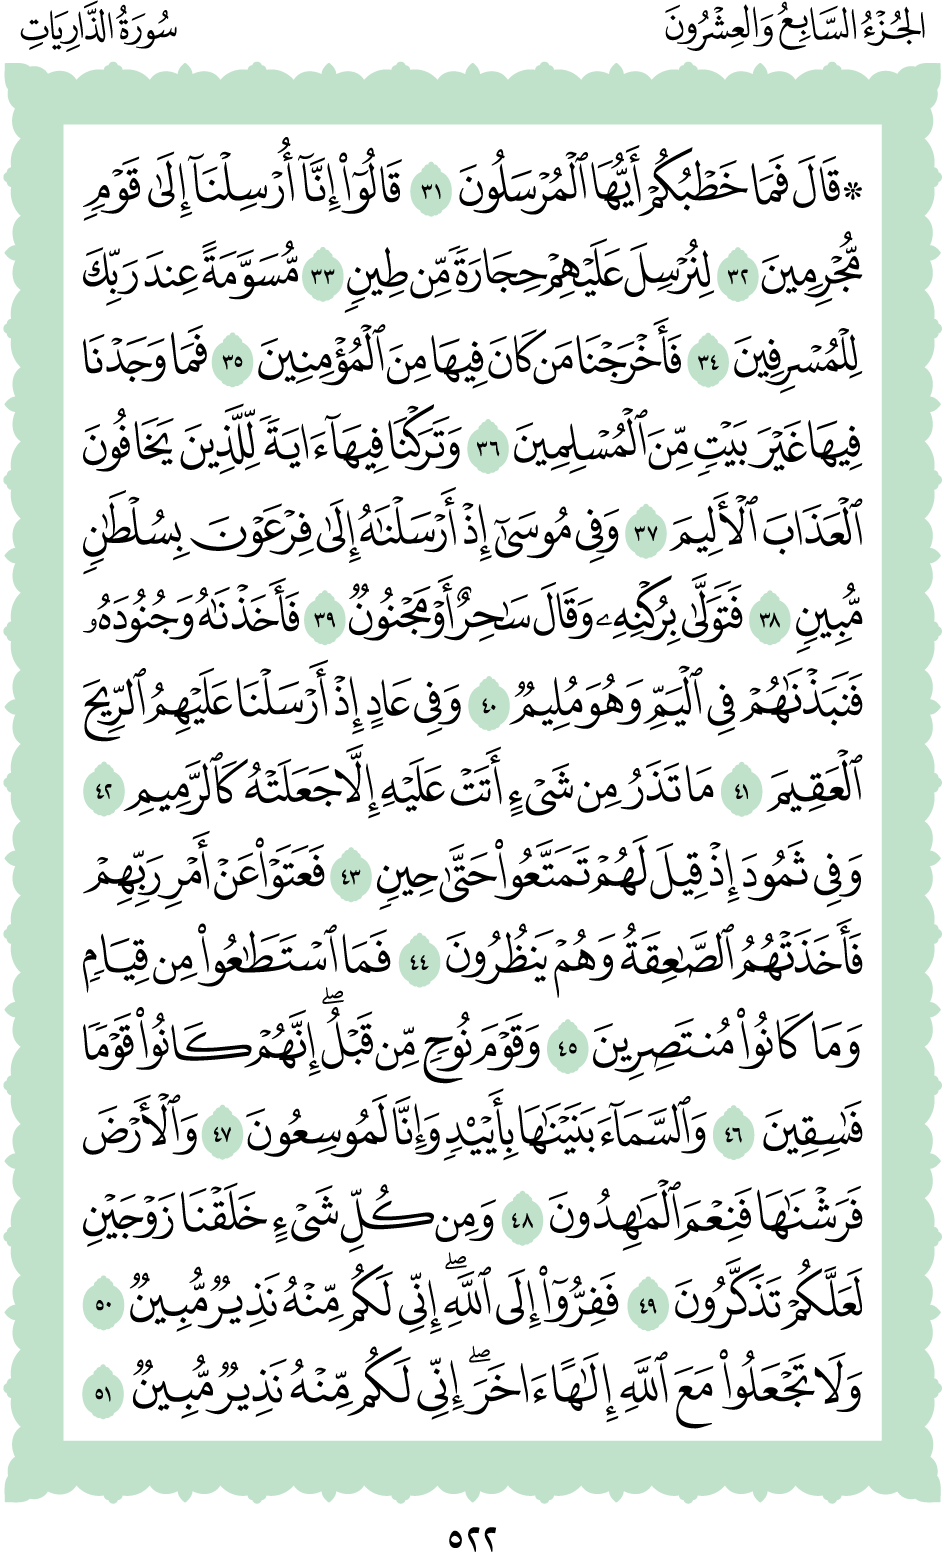 الجُزْءُ السَّابِعُ وَالعِشْرُونَ
سُورَةُ الذَّارِيَاتِ
۞قَالَ فَمَا خَطْبُكُمْ أَيُّهَا ٱلْمُرْسَلُونَ ٣١ قَالُوٓا۟ إِنَّآ أُرْسِلْنَآ إِلَىٰ قَوْمٍ
مُّجْرِمِينَ ٣٢ لِنُرْسِلَ عَلَيْهِمْ حِجَارَةً مِّن طِينٍ ٣٣ مُّسَوَّمَةً عِندَ رَبِّكَ
لِلْمُسْرِفِينَ ٣٤ فَأَخْرَجْنَا مَن كَانَ فِيهَا مِنَ ٱلْمُؤْمِنِينَ ٣٥ فَمَا وَجَدْنَا
فِيهَا غَيْرَ بَيْتٍ مِّنَ ٱلْمُسْلِمِينَ ٣٦ وَتَرَكْنَا فِيهَآ ءَايَةً لِّلَّذِينَ يَخَافُونَ
ٱلْعَذَابَ ٱلْأَلِيمَ ٣٧ وَفِى مُوسَىٰٓ إِذْ أَرْسَلْنَٰهُ إِلَىٰ فِرْعَوْنَ بِسُلْطَٰنٍ
مُّبِينٍ ٣٨ فَتَوَلَّىٰ بِرُكْنِهِۦ وَقَالَ سَٰحِرٌ أَوْ مَجْنُونٌ ٣٩ فَأَخَذْنَٰهُ وَجُنُودَهُۥ
فَنَبَذْنَٰهُمْ فِى ٱلْيَمِّ وَهُوَ مُلِيمٌ ٤٠ وَفِى عَادٍ إِذْ أَرْسَلْنَا عَلَيْهِمُ ٱلرِّيحَ
ٱلْعَقِيمَ ٤١ مَا تَذَرُ مِن شَىْءٍ أَتَتْ عَلَيْهِ إِلَّا جَعَلَتْهُ كَٱلرَّمِيمِ ٤٢
وَفِى ثَمُودَ إِذْ قِيلَ لَهُمْ تَمَتَّعُوا۟ حَتَّىٰ حِينٍ ٤٣ فَعَتَوْا۟ عَنْ أَمْرِ رَبِّهِمْ
فَأَخَذَتْهُمُ ٱلصَّٰعِقَةُ وَهُمْ يَنظُرُونَ ٤٤ فَمَا ٱسْتَطَٰعُوا۟ مِن قِيَامٍ
وَمَا كَانُوا۟ مُنتَصِرِينَ ٤٥ وَقَوْمَ نُوحٍ مِّن قَبْلُ ۖ إِنَّهُمْ كَانُوا۟ قَوْمًا
فَٰسِقِينَ ٤٦ وَٱلسَّمَآءَ بَنَيْنَٰهَا بِأَيْي۟دٍ وَإِنَّا لَمُوسِعُونَ ٤٧ وَٱلْأَرْضَ
فَرَشْنَٰهَا فَنِعْمَ ٱلْمَٰهِدُونَ ٤٨ وَمِن كُلِّ شَىْءٍ خَلَقْنَا زَوْجَيْنِ
لَعَلَّكُمْ تَذَكَّرُونَ ٤٩ فَفِرُّوٓا۟ إِلَى ٱللَّهِ ۖ إِنِّى لَكُم مِّنْهُ نَذِيرٌ مُّبِينٌ ٥٠
وَلَا تَجْعَلُوا۟ مَعَ ٱللَّهِ إِلَٰهًا ءَاخَرَ ۖ إِنِّى لَكُم مِّنْهُ نَذِيرٌ مُّبِينٌ ٥١
٥٢٢